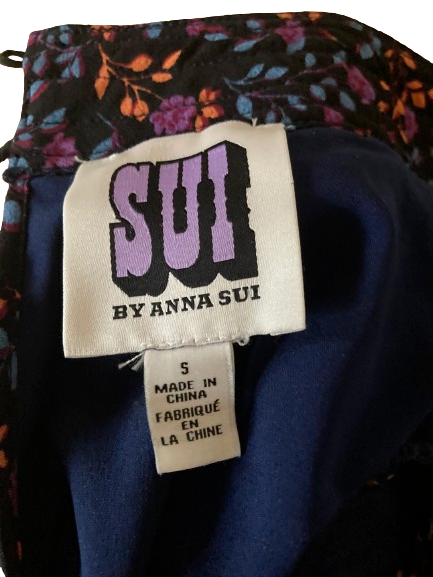 SUI
BY ANNA SUI
S
MADE IN
CHINA
FABRIQUÉ
EN
LA CHINE